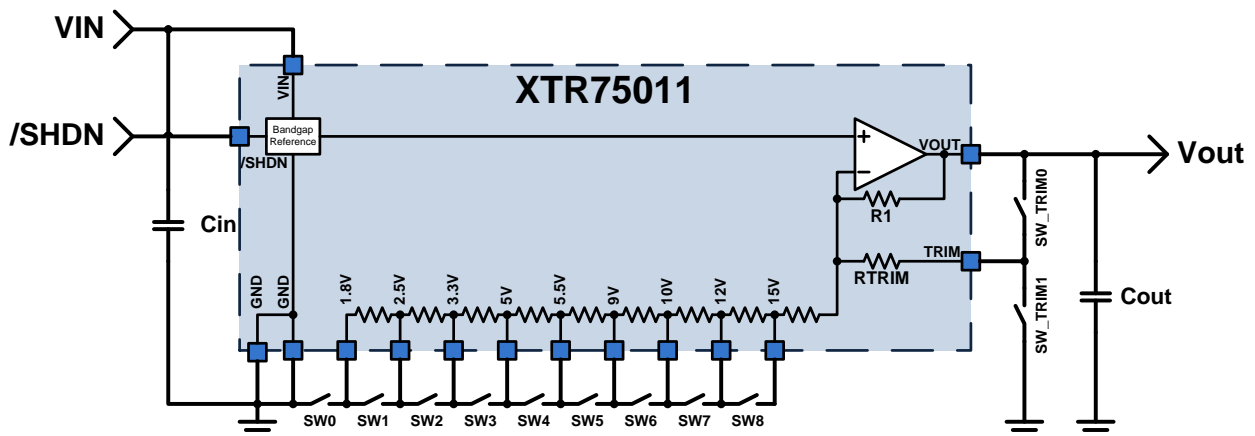 VIN
XTR75011
VIN
/SHDN
Bandgap
Reference
/SHDN
+
−
VOUT
Vout
R1
SW_TRIM0
Cin
TRIM
RTRIM
GND
GND
1.8V
2.5V
3.3V
5V
5.5V
9V
10V
12V
15V
SW_TRIM1
Cout
SW0
SW1
SW2
SW3
SW4
SW5
SW6
SW7
SW8